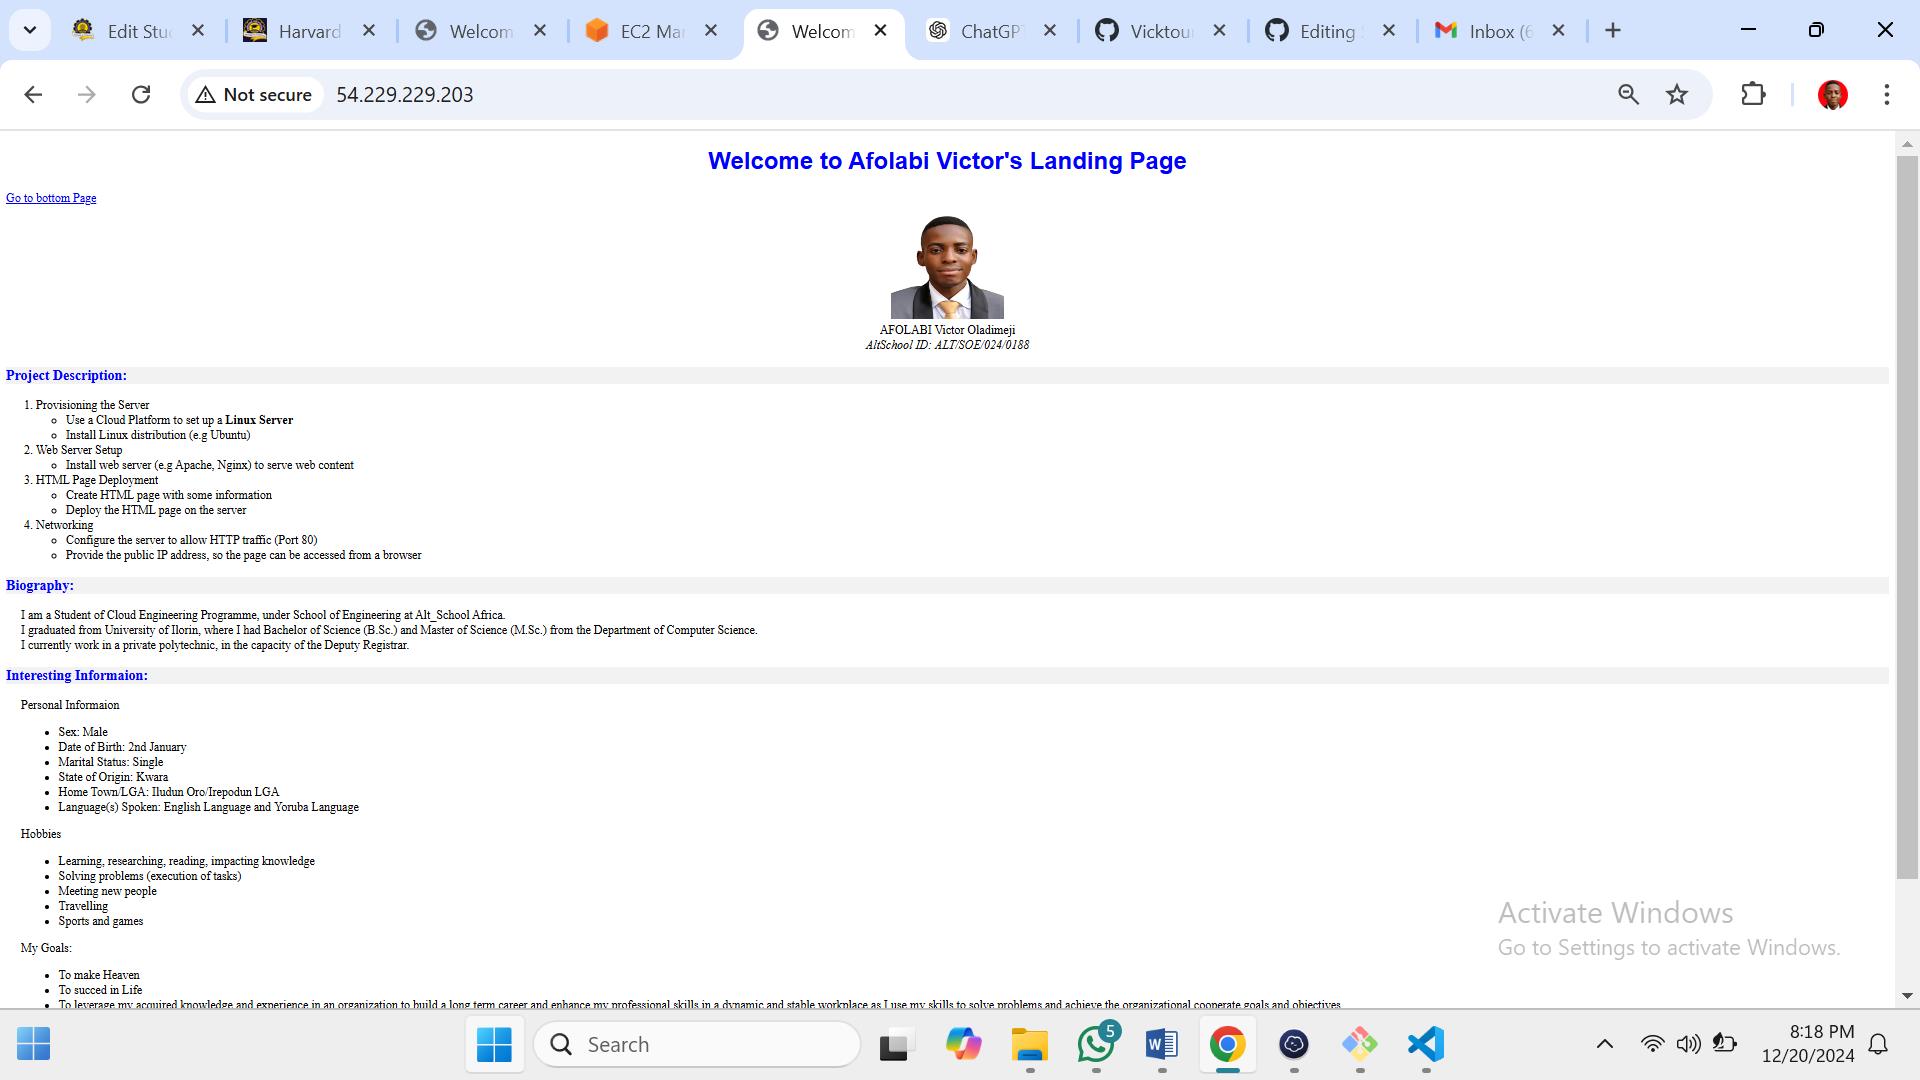 Edit Stu
Harvard
Welcom
EC2 Ma
Welcom
ChatGP
Vicktou
Editing
Inbox (6
Not secure
54.229.229.203
Welcome to Afolabi Victor's Landing Page
Go to bottom Page
AFOLABI Victor Oladimeji
AltSchool ID: ALT/SOE/024/0188
Project Description:
1. Provisioning the Server
Use a Cloud Platform to set up a Linux Server
Install Linux distribution (e.g Ubuntu)
2. Web Server Setup
Install web server (e.g Apache, Nginx) to serve web content
3. HTML Page Deployment
Create HTML page with some information
Deploy the HTML page on the server
4. Networking
Configure the server to allow HTTP traffic (Port 80)
Provide the public IP address, so the page can be accessed from a browser
Biography:
I am a Student of Cloud Engineering Programme, under School of Engineering at Alt_School Africa.
I graduated from University of Ilorin, where I had Bachelor of Science (B.Sc.) and Master of Science (M.Sc.) from the Department of Computer Science.
I currently work in a private polytechnic, in the capacity of the Deputy Registrar.
Interesting Informaion:
Personal Informaion
Sex: Male
Date of Birth: 2nd January
Marital Status: Single
State of Origin: Kwara
Home Town/LGA: Iludun Oro/Irepodun LGA
Language(s) Spoken: English Language and Yoruba Language
Hobbies
Learning, researching, reading, impacting knowledge
Solving problems (execution of tasks)
Meeting new people
Travelling
Sports and games
My Goals:
To make Heaven
To succed in Life
To leverage my acquired knowledge and experience in an organization to build a long term career and enhance my professional skills in a dynamic and stable workplace as I use my skills to solve problems and achieve the organizational cooperate goals and objectives
Activate Windows
Go to Settings to activate Windows.
Search
5
8:18 PM
12/20/2024